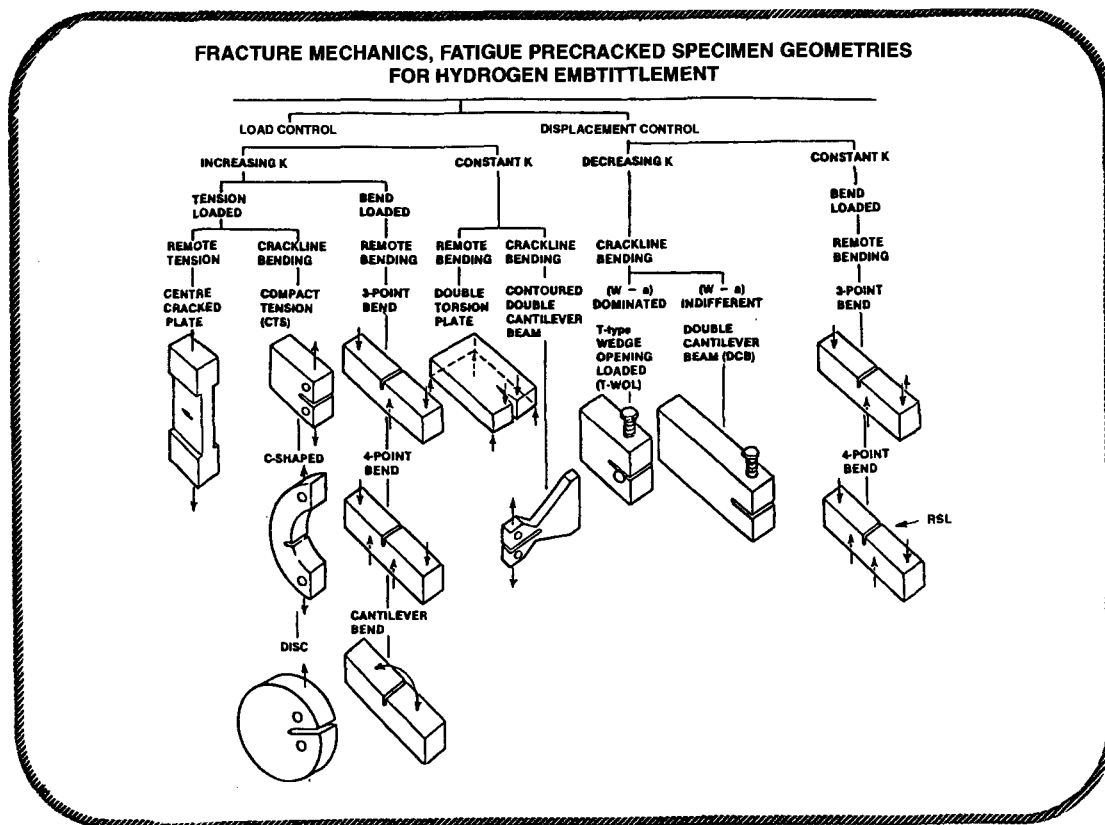 FRACTURE MECHANICS, FATIGUE PRECRACKED SPECIMEN GEOMETRIES
FOR HYDROGEN EMBTITTLEMENT
LOAD CONTROL
DISPLACEMENT CONTROL
INCREASING K
CONSTANT K
DECREASING K
CONSTANT K
TENSION
LOADED
BEND
LOADED
BEND
LOADED
REMOTE
TENSION
CRACKLINE
BENDING
REMOTE
BENDING
REMOTE
BENDING
CRACKLINE
BENDING
CRACKLINE
BENDING
REMOTE
BENDING
CENTRE
CRACKED
PLATE
COMPACT
TENSION
(CTS)
3-POINT
BEND
DOUBLE
TORSION
PLATE
CONTOURED
DOUBLE
CANTILEVER
BEAM
(W – a)
DOMINATED
(W – a)
INDIFFERENT
3-POINT
BEND
T-type
WEDGE
OPENING
LOADED
(T-WOL)
DOUBLE
CANTILEVER
BEAM (DCB)
C-SHAPED
4-POINT
BEND
4-POINT
BEND
RSL
CANTILEVER
BEND
DISC